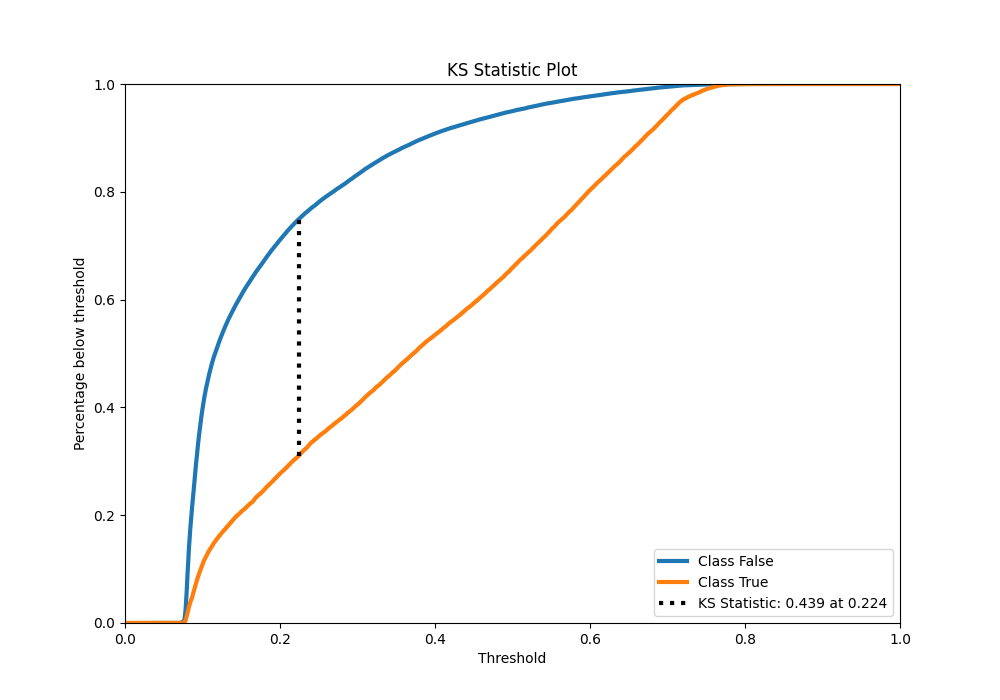 KS Statistic Plot
1.0
0.8
0.6
0.4
0.2
0.0
Percentage below threshold
0.0 0.2 0.4 0.6 0.8 1.0
Threshold
Class False
Class True
KS Statistic: 0.439 at 0.224